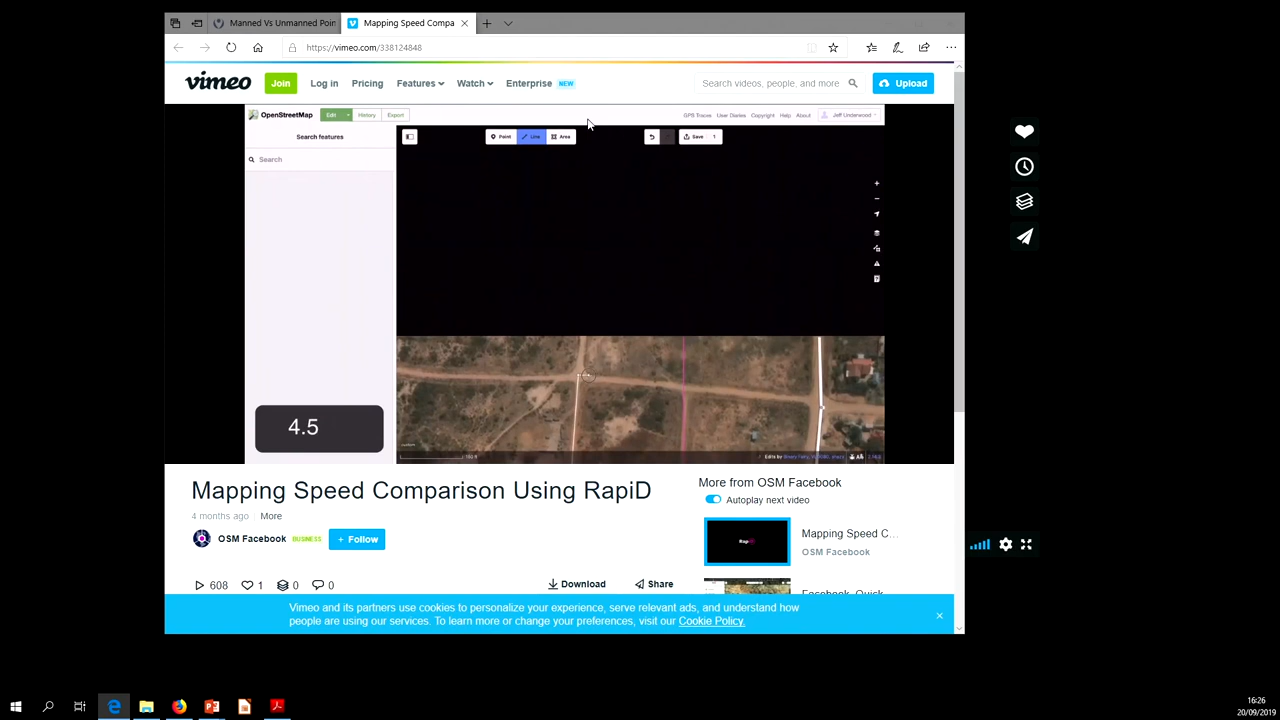 Manned Vs Unmanned Poin
Mapping Speed Compa
https://vimeo.com/338124848
vimeo
Join
Log in
Pricing
Features
Watch
Enterprise NEW
Search videos, people, and more
Upload
OpenStreetMap
Edit
History
Export
GPS Traces
User Diaries
Copyright
Help
About
Jeff Underwood
Search features
Point
Line
Area
Save 1
Search
4.5
Mapping Speed Comparison Using RapiD
4 months ago
More
OSM Facebook BUSINESS
+ Follow
608
1
0
0
Download
Share
More from OSM Facebook
Autoplay next video
RapiD
Mapping Speed C...
OSM Facebook
Facebook Quick
Vimeo and its partners use cookies to personalize your experience, serve relevant ads, and understand how
people are using our services. To learn more or change your preferences, visit our Cookie Policy.
16:26
20/09/2019